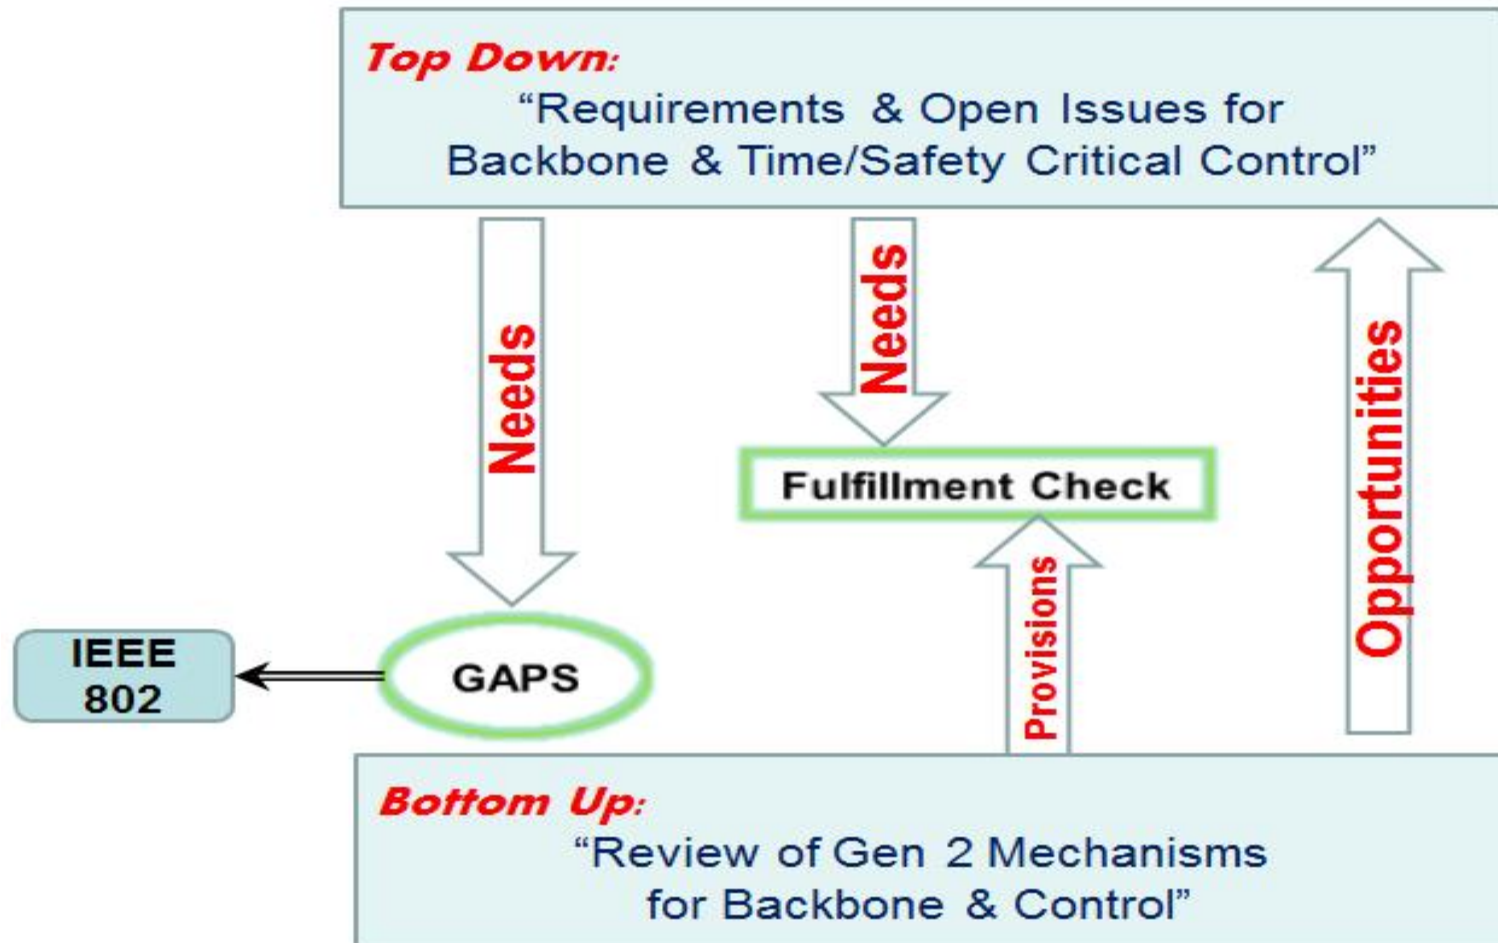 Top Down:
“Requirements & Open Issues for
Backbone & Time/Safety Critical Control”
Needs
Needs
Opportunities
Fulfillment Check
Provisions
IEEE
802
GAPS
Bottom Up:
“Review of Gen 2 Mechanisms
for Backbone & Control”